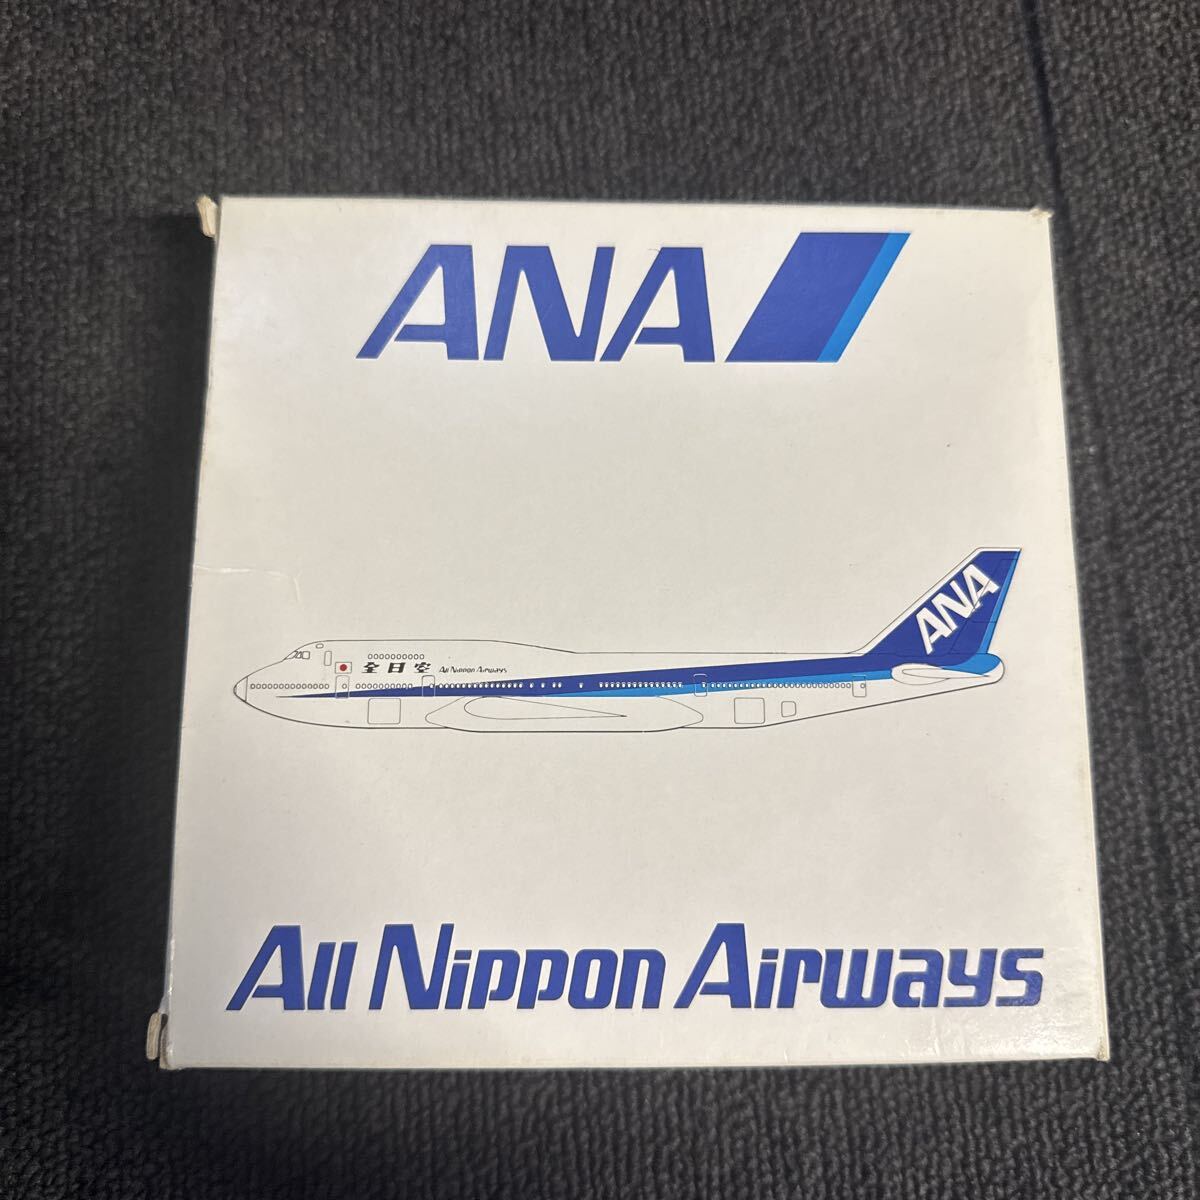 ANA
ANA
全日空 All Nippon Airways
All Nippon Airways